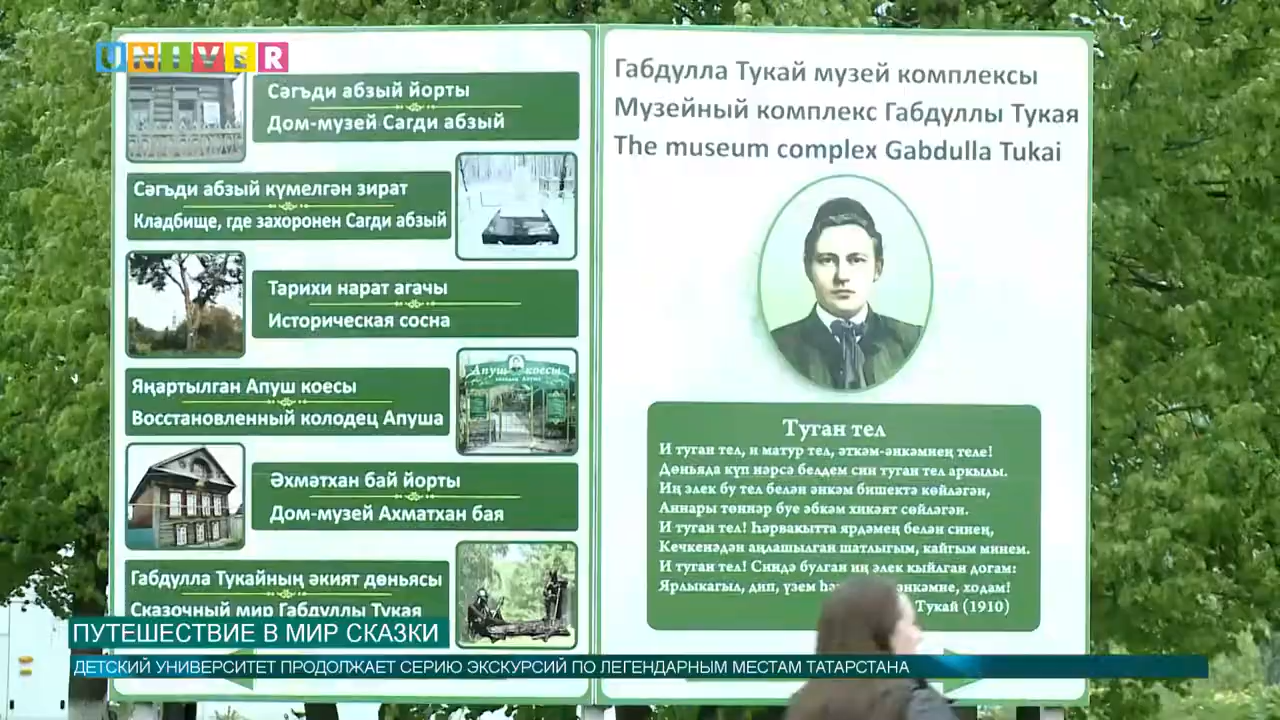 UNIVER
Сәгъди абзый йорты
Дом-музей Сагди абзый
Сәгъди абзый күмелгән зират
Кладбище, где захоронен Сагди абзый
Тарихи нарат агачы
Историческая сосна
Яңартылган Апуш коесы
Восстановленный колодец Апуша
Апуш коесы
Әхмәтхан бай йорты
Дом-музей Ахматхан бая
Габдулла Тукайның әкият дөньясы
Сказочный мир Габдуллы Тукая
Габдулла Тукай музей комплексы
Музейный комплекс Габдуллы Тукая
The museum complex Gabdulla Tukai
Туган тел
И туган тел, и матур тел, әткәм-әнкәмнең теле!
Дөньяда күп нәрсә белдем син туган тел аркылы.
Иң элек бу тел белән әнкәм бишектә көйләгән,
Аннары төннәр буе әбкәм хикәят сөйләгән.
И туган тел! Һәрвакытта ярдәмең белән синең,
Кечкенәдән аңлашылган шатлыгым, кайгым минем.
И туган тел! Синдә булган иң элек кыйлган догам:
Ярлыкагыл, дип, үзем һәм әнкәмне, ходам!
Тукай (1910)
ПУТЕШЕСТВИЕ В МИР СКАЗКИ
ДЕТСКИЙ УНИВЕРСИТЕТ ПРОДОЛЖАЕТ СЕРИЮ ЭКСКУРСИЙ ПО ЛЕГЕНДАРНЫМ МЕСТАМ ТАТАРСТАНА